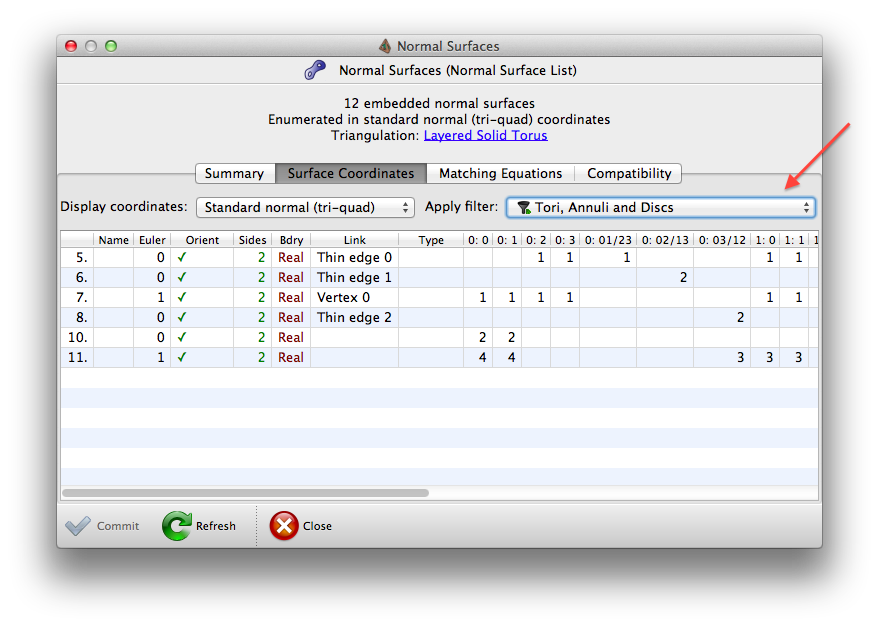 Normal Surfaces
Normal Surfaces (Normal Surface List)
12 embedded normal surfaces
Enumerated in standard normal (tri-quad) coordinates
Triangulation: Layered Solid Torus
Summary Surface Coordinates Matching Equations Compatibility
Display coordinates: Standard normal (tri-quad) Apply filter: Tori, Annuli and Discs
Name Euler Orient Sides Bdry Link Type 0: 0 0: 1 0: 2 0: 3 0: 01/23 0: 02/13 0: 03/12 1: 0 1: 1 1
5. 0 ✓ 2 Real Thin edge 0 1 1 1 1 1
6. 0 ✓ 2 Real Thin edge 1 2
7. 1 ✓ 2 Real Vertex 0 1 1 1 1 1 1
8. 0 ✓ 2 Real Thin edge 2 2
10. 0 ✓ 2 Real 2 2
11. 1 ✓ 2 Real 4 4 3 3 3
Commit Refresh Close